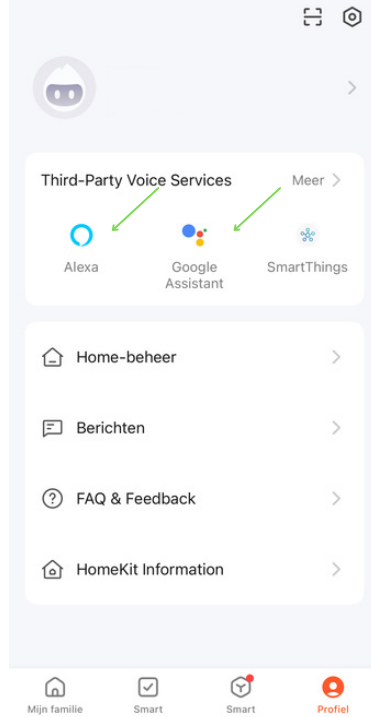 Third-Party Voice Services Meer
Alexa Google SmartThings
Assistant
Home-beheer
Berichten
FAQ & Feedback
HomeKit Information
Mijn familie Smart Smart Profiel